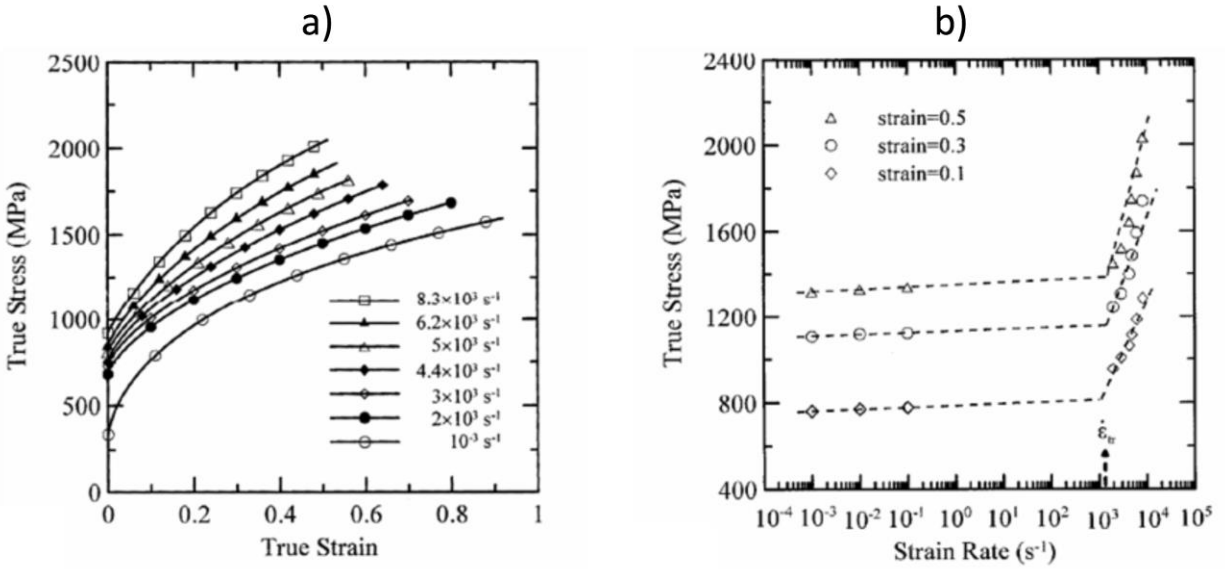 a)
2500
2000
1500
1000
500
0
True Stress (MPa)
8.3×10³ s⁻¹
6.2×10³ s⁻¹
5×10³ s⁻¹
4.4×10³ s⁻¹
3×10³ s⁻¹
2×10³ s⁻¹
10⁻³ s⁻¹
0 0.2 0.4 0.6 0.8 1
True Strain
b)
2400
2000
1600
1200
800
400
True Stress (MPa)
strain=0.5
strain=0.3
strain=0.1
ε̇tr
10⁻⁴ 10⁻³ 10⁻² 10⁻¹ 10⁰ 10¹ 10² 10³ 10⁴ 10⁵
Strain Rate (s⁻¹)